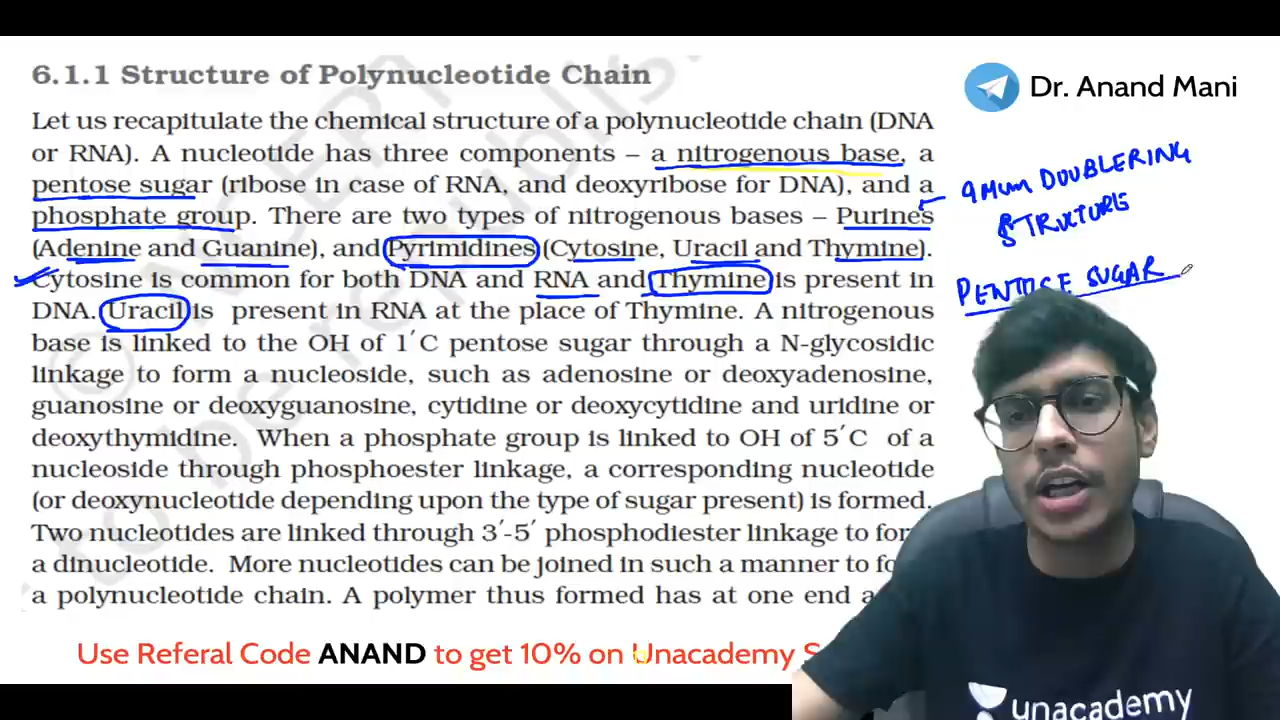 6.1.1 Structure of Polynucleotide Chain
Let us recapitulate the chemical structure of a polynucleotide chain (DNA
or RNA). A nucleotide has three components – a nitrogenous base, a
pentose sugar (ribose in case of RNA, and deoxyribose for DNA), and a
phosphate group. There are two types of nitrogenous bases – Purines
(Adenine and Guanine), and Pyrimidines (Cytosine, Uracil and Thymine).
Cytosine is common for both DNA and RNA and Thymine is present in
DNA. Uracil is present in RNA at the place of Thymine. A nitrogenous
base is linked to the OH of 1′C pentose sugar through a N-glycosidic
linkage to form a nucleoside, such as adenosine or deoxyadenosine,
guanosine or deoxyguanosine, cytidine or deoxycytidine and uridine or
deoxythymidine. When a phosphate group is linked to OH of 5′C of a
nucleoside through phosphoester linkage, a corresponding nucleotide
(or deoxynucleotide depending upon the type of sugar present) is formed.
Two nucleotides are linked through 3′-5′ phosphodiester linkage to for
a dinucleotide. More nucleotides can be joined in such a manner to fo
a polynucleotide chain. A polymer thus formed has at one end a
Dr. Anand Mani
9 Mem DOUBLERING
STRUCTURE
PENTOSE SUGAR
Use Referal Code ANAND to get 10% on Unacademy S
unacademy
© NCERT
to be republis